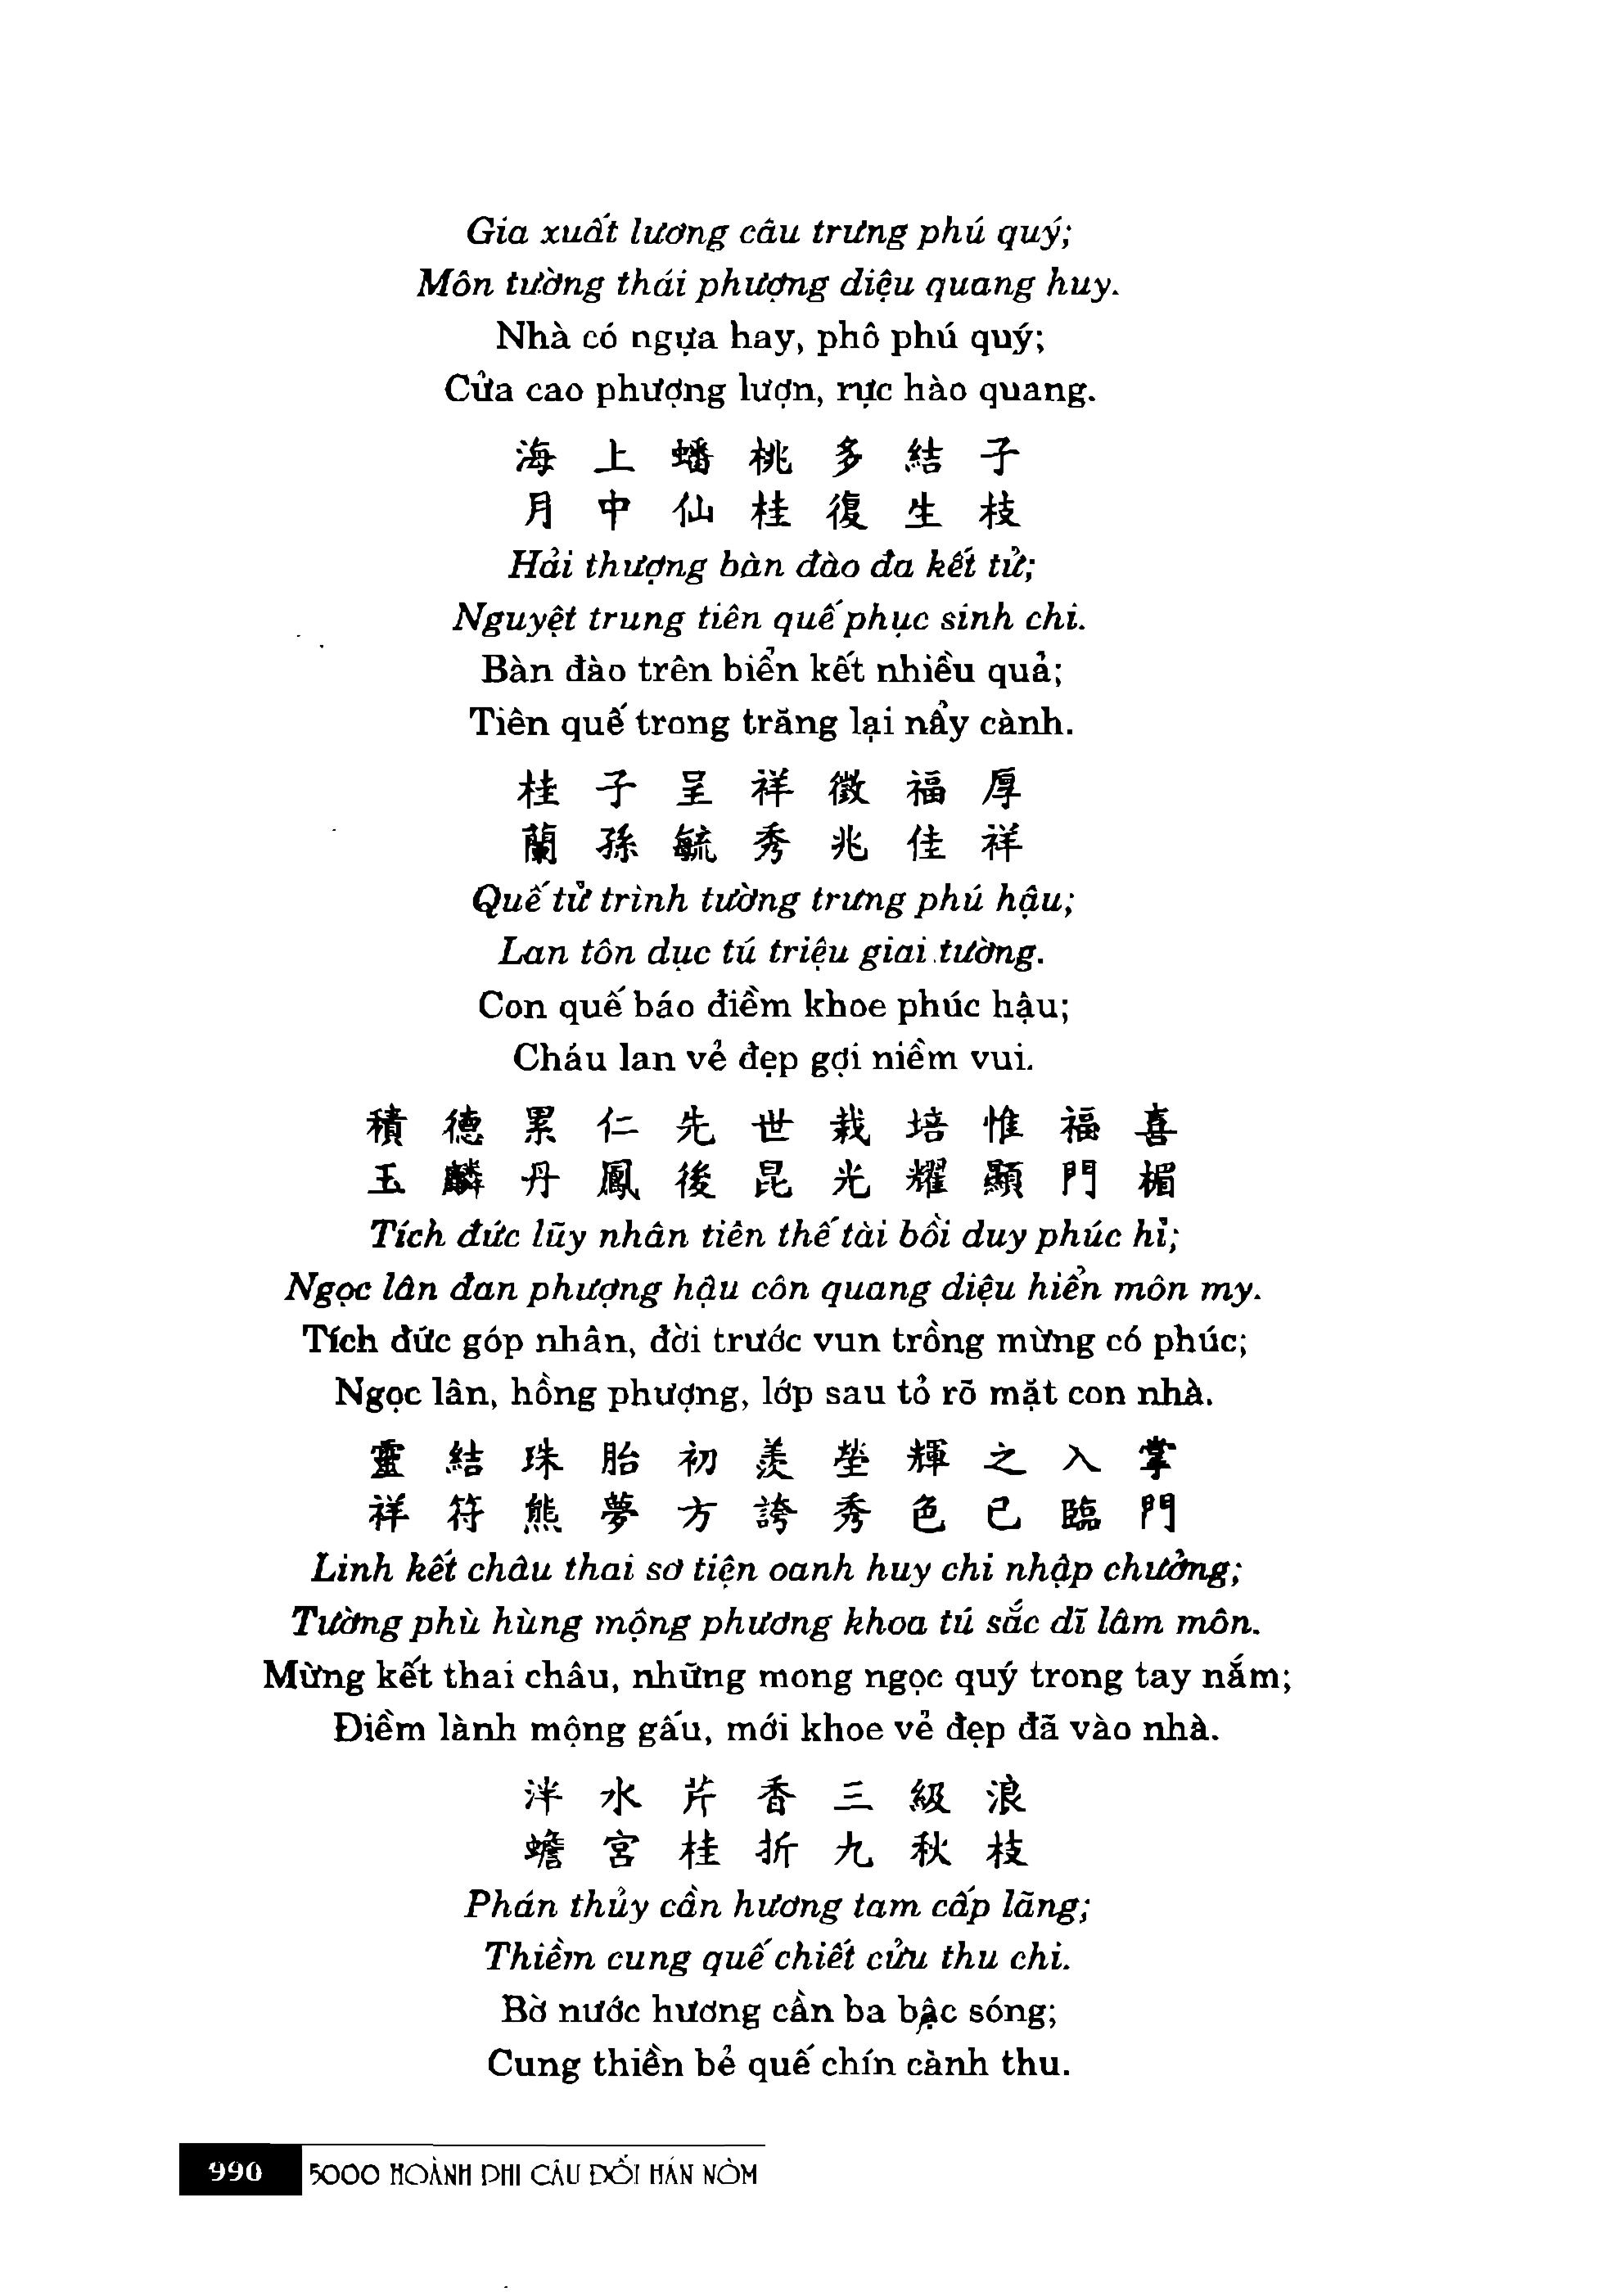 Gia xuất lương câu trưng phú quý;
Môn tường thái phượng diệu quang huy.
Nhà có ngựa hay, phô phú quý;
Cửa cao phượng lượn, rực hào quang.
海 上 蟠 桃 多 結 子
月 中 仙 桂 復 生 枝
Hải thượng bàn đào đa kết tử;
Nguyệt trung tiên quế phục sinh chi.
Bàn đào trên biển kết nhiều quả;
Tiên quế trong trăng lại nẩy cành.
桂 子 呈 祥 徵 福 厚
蘭 孫 毓 秀 兆 佳 祥
Quế tử trình tường trưng phú hậu;
Lan tôn dục tú triệu giai tường.
Con quế báo điềm khoe phúc hậu;
Cháu lan vẻ đẹp gợi niềm vui.
積 德 累 仁 先 世 栽 培 惟 福 喜
玉 麟 丹 鳳 後 昆 光 耀 顯 門 楣
Tích đức lũy nhân tiên thế tài bồi duy phúc hỉ;
Ngọc lân đan phượng hậu côn quang diệu hiển môn my.
Tích đức góp nhân, đời trước vun trồng mừng có phúc;
Ngọc lân, hồng phượng, lớp sau tỏ rõ mặt con nhà.
靈 結 珠 胎 初 羨 塋 輝 之 入 掌
祥 符 熊 夢 方 誇 秀 色 已 臨 門
Linh kết châu thai sơ tiện oanh huy chi nhập chưởng;
Tường phù hùng mộng phương khoa tú sắc dĩ lâm môn.
Mừng kết thai châu, những mong ngọc quý trong tay nắm;
Điềm lành mộng gấu, mới khoe vẻ đẹp đã vào nhà.
泮 水 芹 香 三 級 浪
蟾 宮 桂 折 九 秋 枝
Phán thủy cần hương tam cấp lãng;
Thiềm cung quế chiết cửu thu chi.
Bờ nước hương cần ba bậc sóng;
Cung thiền bẻ quế chín cành thu.
990 5000 HOÀNH PHI CÂU ĐỐI HÁN NÔM